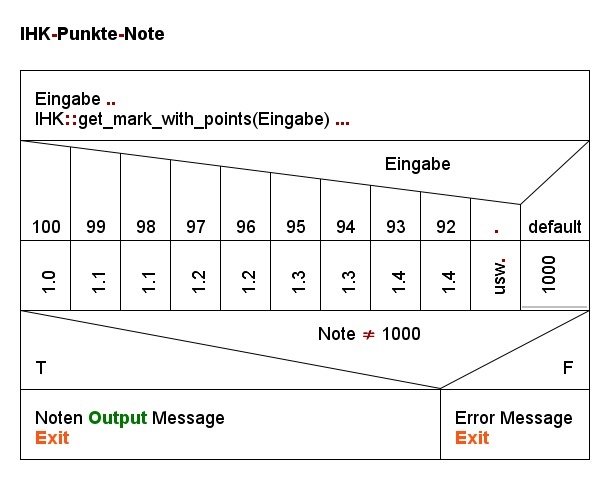 IHK-Punkte-Note
Eingabe ..
IHK::get_mark_with_points(Eingabe) ...
Eingabe
100 99 98 97 96 95 94 93 92 . default
1.0 1.1 1.1 1.2 1.2 1.3 1.3 1.4 1.4 usw. 1000
Note ≠ 1000
T F
Noten Output Message
Exit
Error Message
Exit